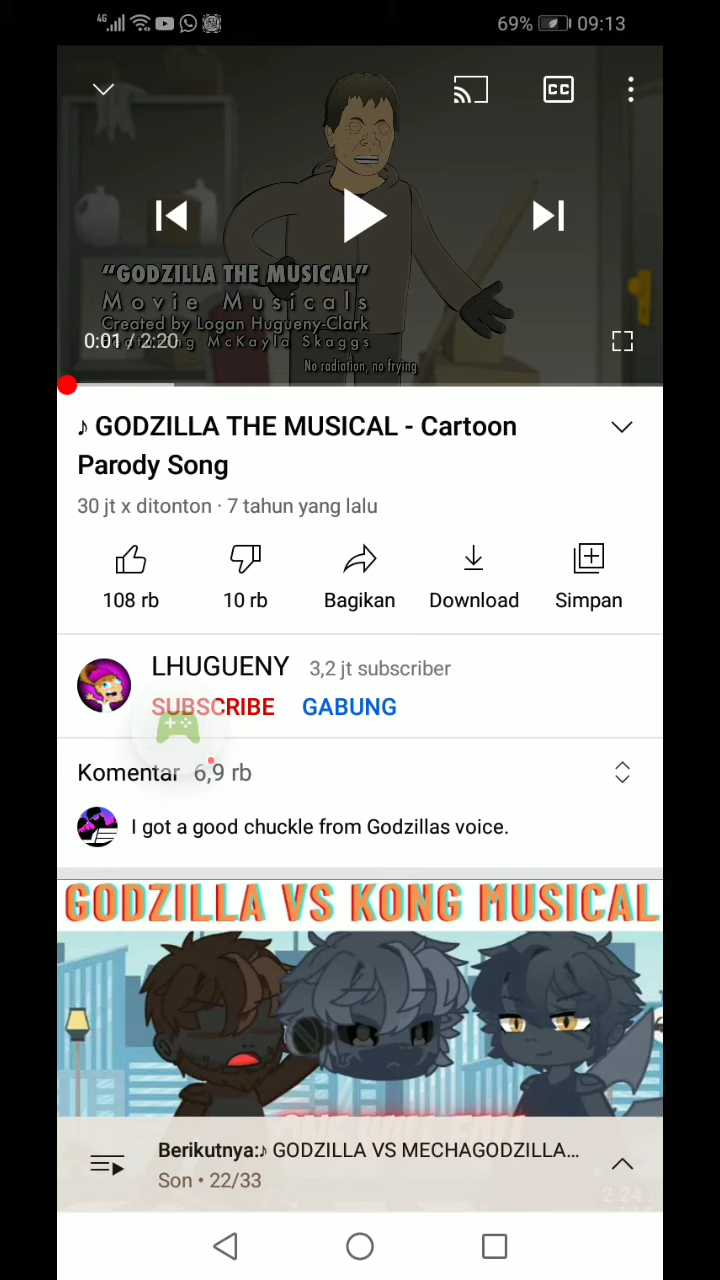 4G 69% 09:13
CC
"GODZILLA THE MUSICAL"
Movie Musicals
Created by Logan Hugueny-Clark
McKayla Skaggs
0:01 / 2:20
No radiation, no frying
♪ GODZILLA THE MUSICAL - Cartoon
Parody Song
30 jt x ditonton · 7 tahun yang lalu
108 rb 10 rb Bagikan Download Simpan
LHUGUENY 3,2 jt subscriber
SUBSCRIBE GABUNG
Komentar 6,9 rb
I got a good chuckle from Godzillas voice.
GODZILLA VS KONG MUSICAL
Berikutnya:♪ GODZILLA VS MECHAGODZILLA...
Son • 22/33
2:24